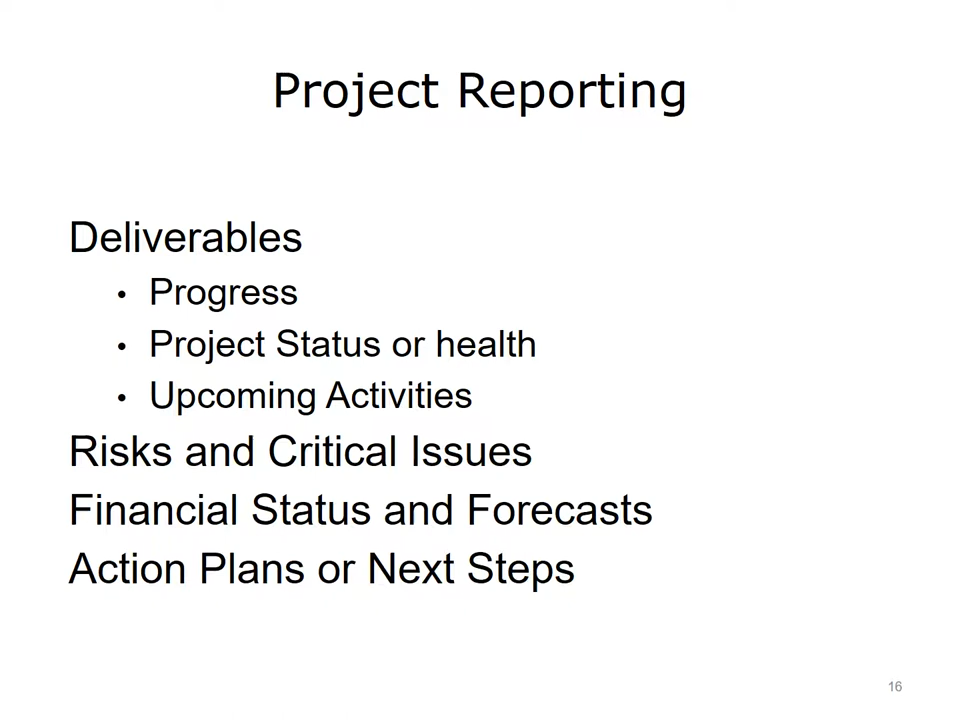 Project Reporting
Deliverables
• Progress
• Project Status or health
• Upcoming Activities
Risks and Critical Issues
Financial Status and Forecasts
Action Plans or Next Steps
16